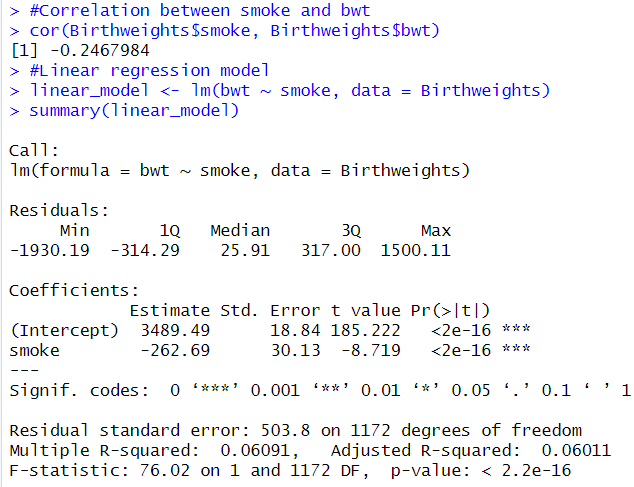 > #Correlation between smoke and bwt
> cor(Birthweights$smoke, Birthweights$bwt)
[1] -0.2467984
> #Linear regression model
> linear_model <- lm(bwt ~ smoke, data = Birthweights)
> summary(linear_model)
Call:
lm(formula = bwt ~ smoke, data = Birthweights)
Residuals:
Min 1Q Median 3Q Max
-1930.19 -314.29 25.91 317.00 1500.11
Coefficients:
Estimate Std. Error t value Pr(>|t|)
(Intercept) 3489.49 18.84 185.222 <2e-16 ***
smoke -262.69 30.13 -8.719 <2e-16 ***
---
Signif. codes: 0 ‘***’ 0.001 ‘**’ 0.01 ‘*’ 0.05 ‘.’ 0.1 ‘ ’ 1
Residual standard error: 503.8 on 1172 degrees of freedom
Multiple R-squared: 0.06091, Adjusted R-squared: 0.06011
F-statistic: 76.02 on 1 and 1172 DF, p-value: < 2.2e-16